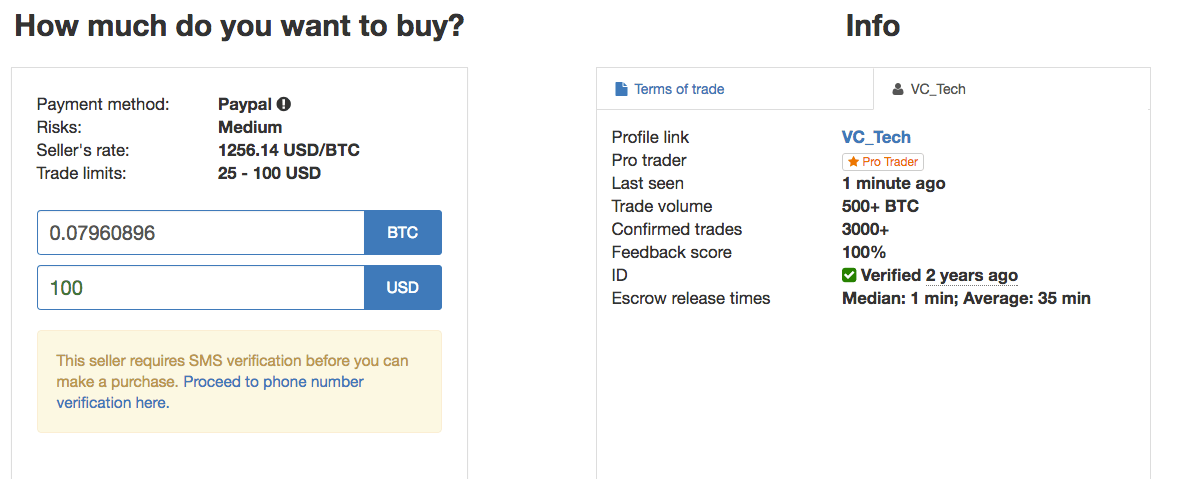 How much do you want to buy?
Payment method: Paypal
Risks: Medium
Seller's rate: 1256.14 USD/BTC
Trade limits: 25 - 100 USD
0.07960896 BTC
100 USD
This seller requires SMS verification before you can
make a purchase. Proceed to phone number
verification here.
Info
Terms of trade
VC_Tech
Profile link VC_Tech
Pro trader Pro Trader
Last seen 1 minute ago
Trade volume 500+ BTC
Confirmed trades 3000+
Feedback score 100%
ID Verified 2 years ago
Escrow release times Median: 1 min; Average: 35 min